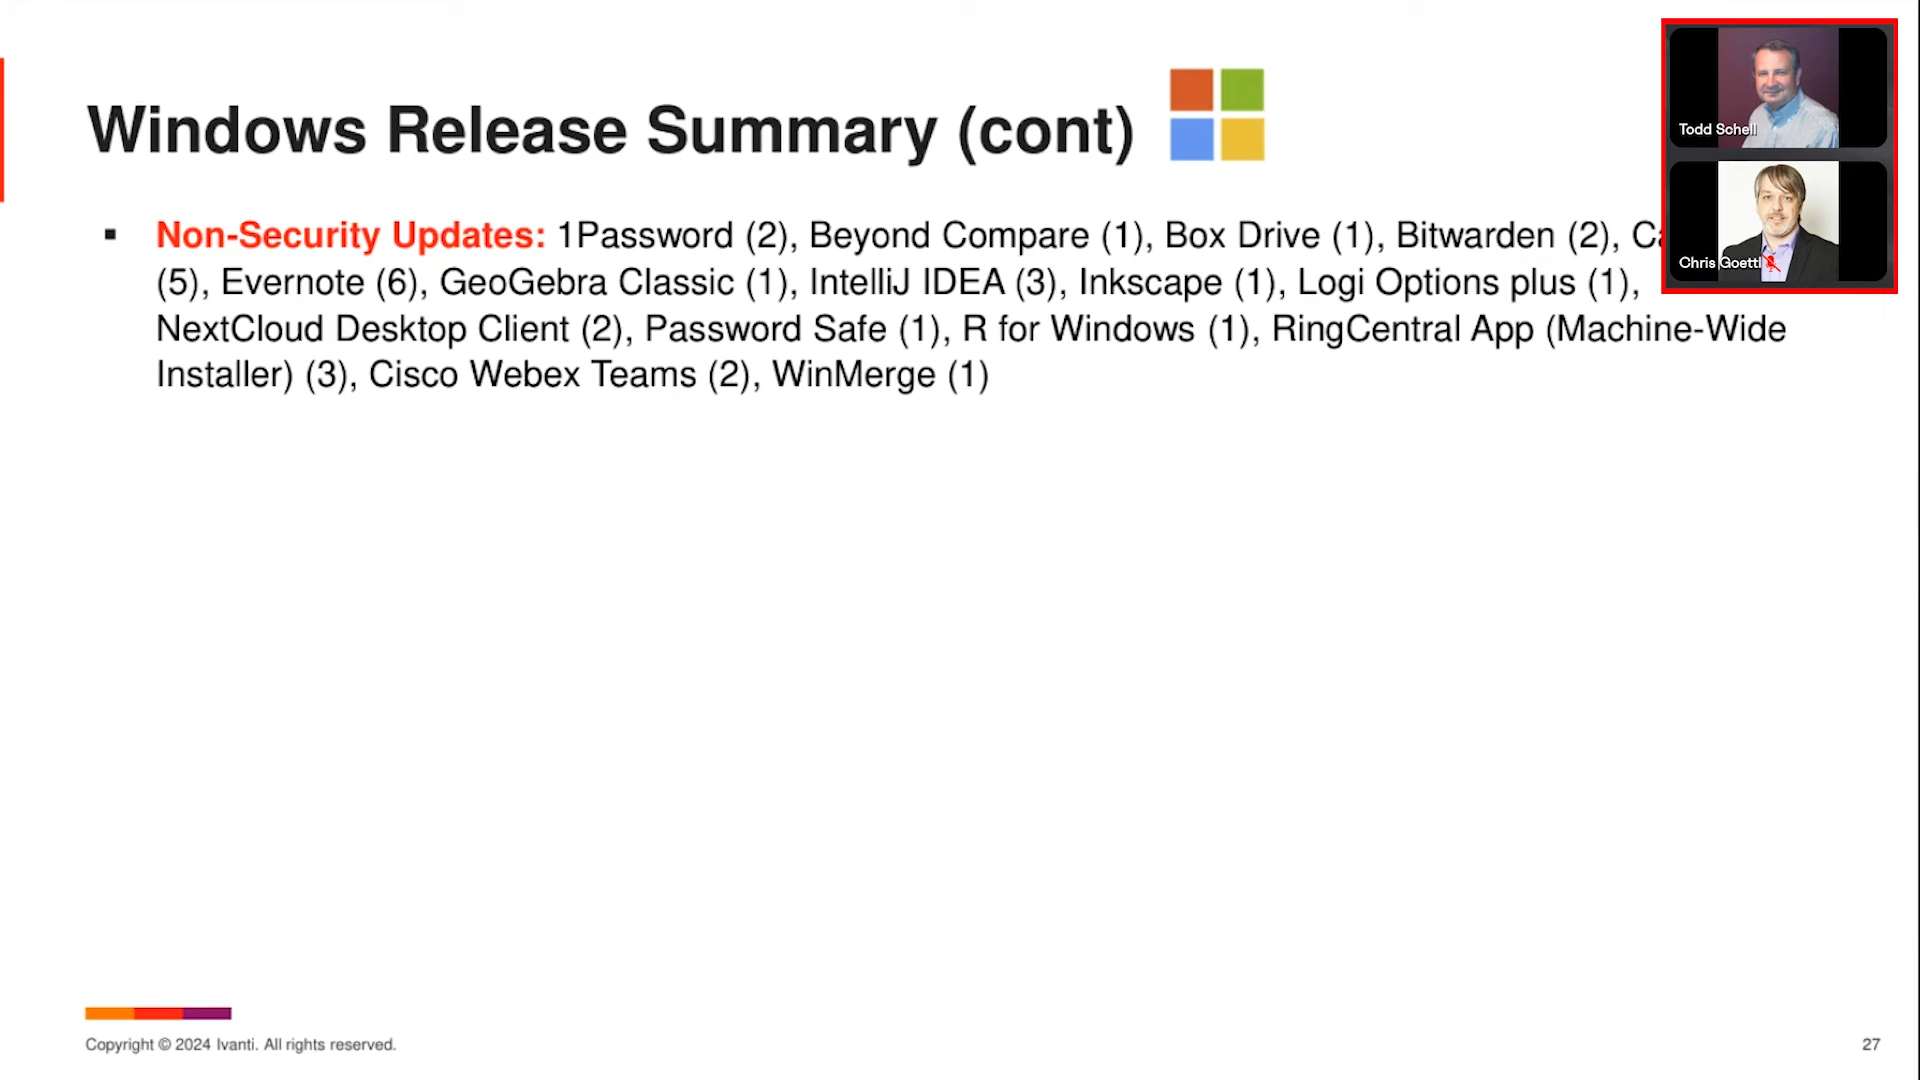 Windows Release Summary (cont)
▪ Non-Security Updates: 1Password (2), Beyond Compare (1), Box Drive (1), Bitwarden (2),
(5), Evernote (6), GeoGebra Classic (1), IntelliJ IDEA (3), Inkscape (1), Logi Options plus (1),
NextCloud Desktop Client (2), Password Safe (1), R for Windows (1), RingCentral App (Machine-Wide
Installer) (3), Cisco Webex Teams (2), WinMerge (1)
Todd Schell
Chris Goettl
Copyright © 2024 Ivanti. All rights reserved.
27